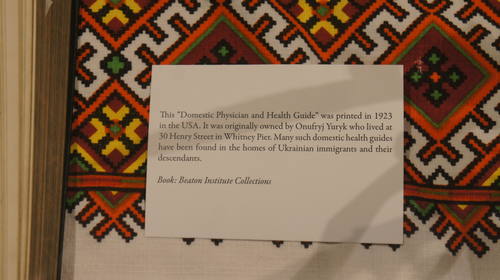 This "Domestic Physician and Health Guide" was printed in 1923
in the USA. It was originally owned by Onufryj Yuryk who lived at
30 Henry Street in Whitney Pier. Many such domestic health guides
have been found in the homes of Ukrainian immigrants and their
descendants.
Book: Beaton Institute Collections